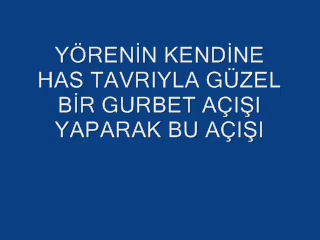 YÖRENİN KENDİNE
HAS TAVRIYLA GÜZEL
BİR GURBET AÇIŞI
YAPARAK BU AÇIŞI